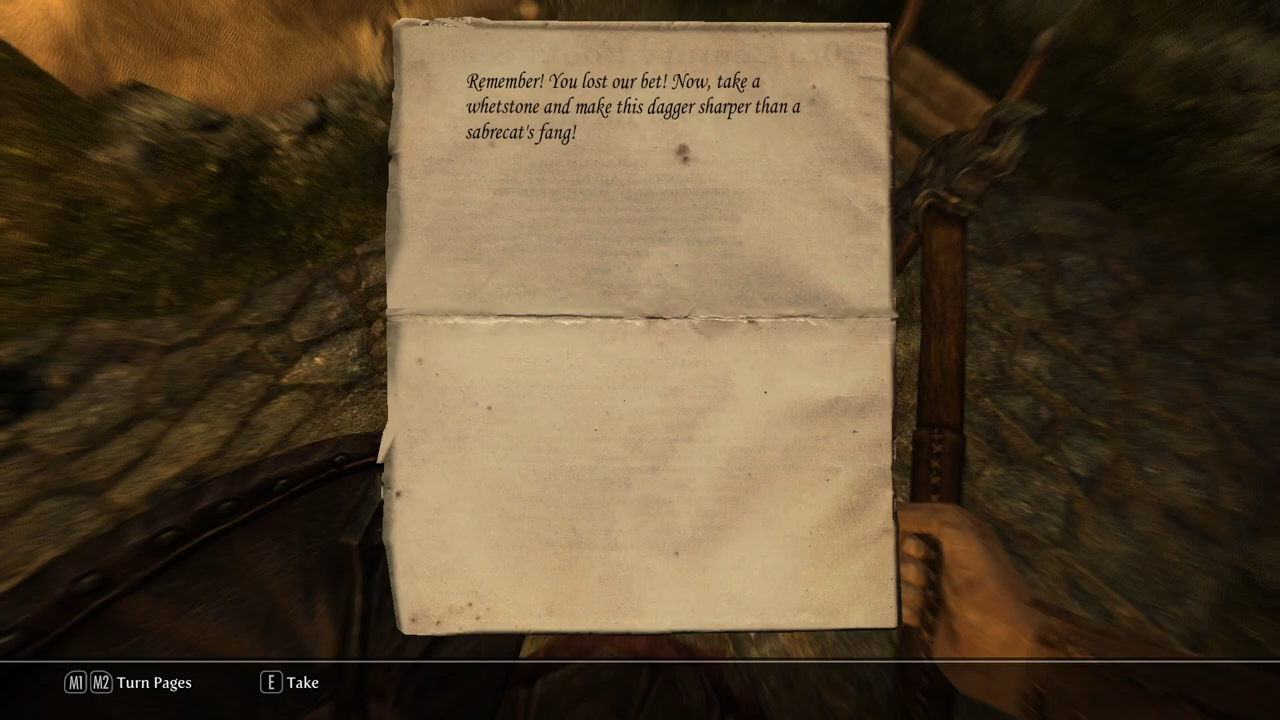 Remember! You lost our bet! Now, take a
whetstone and make this dagger sharper than a
sabrecat's fang!
M1 M2 Turn Pages E Take